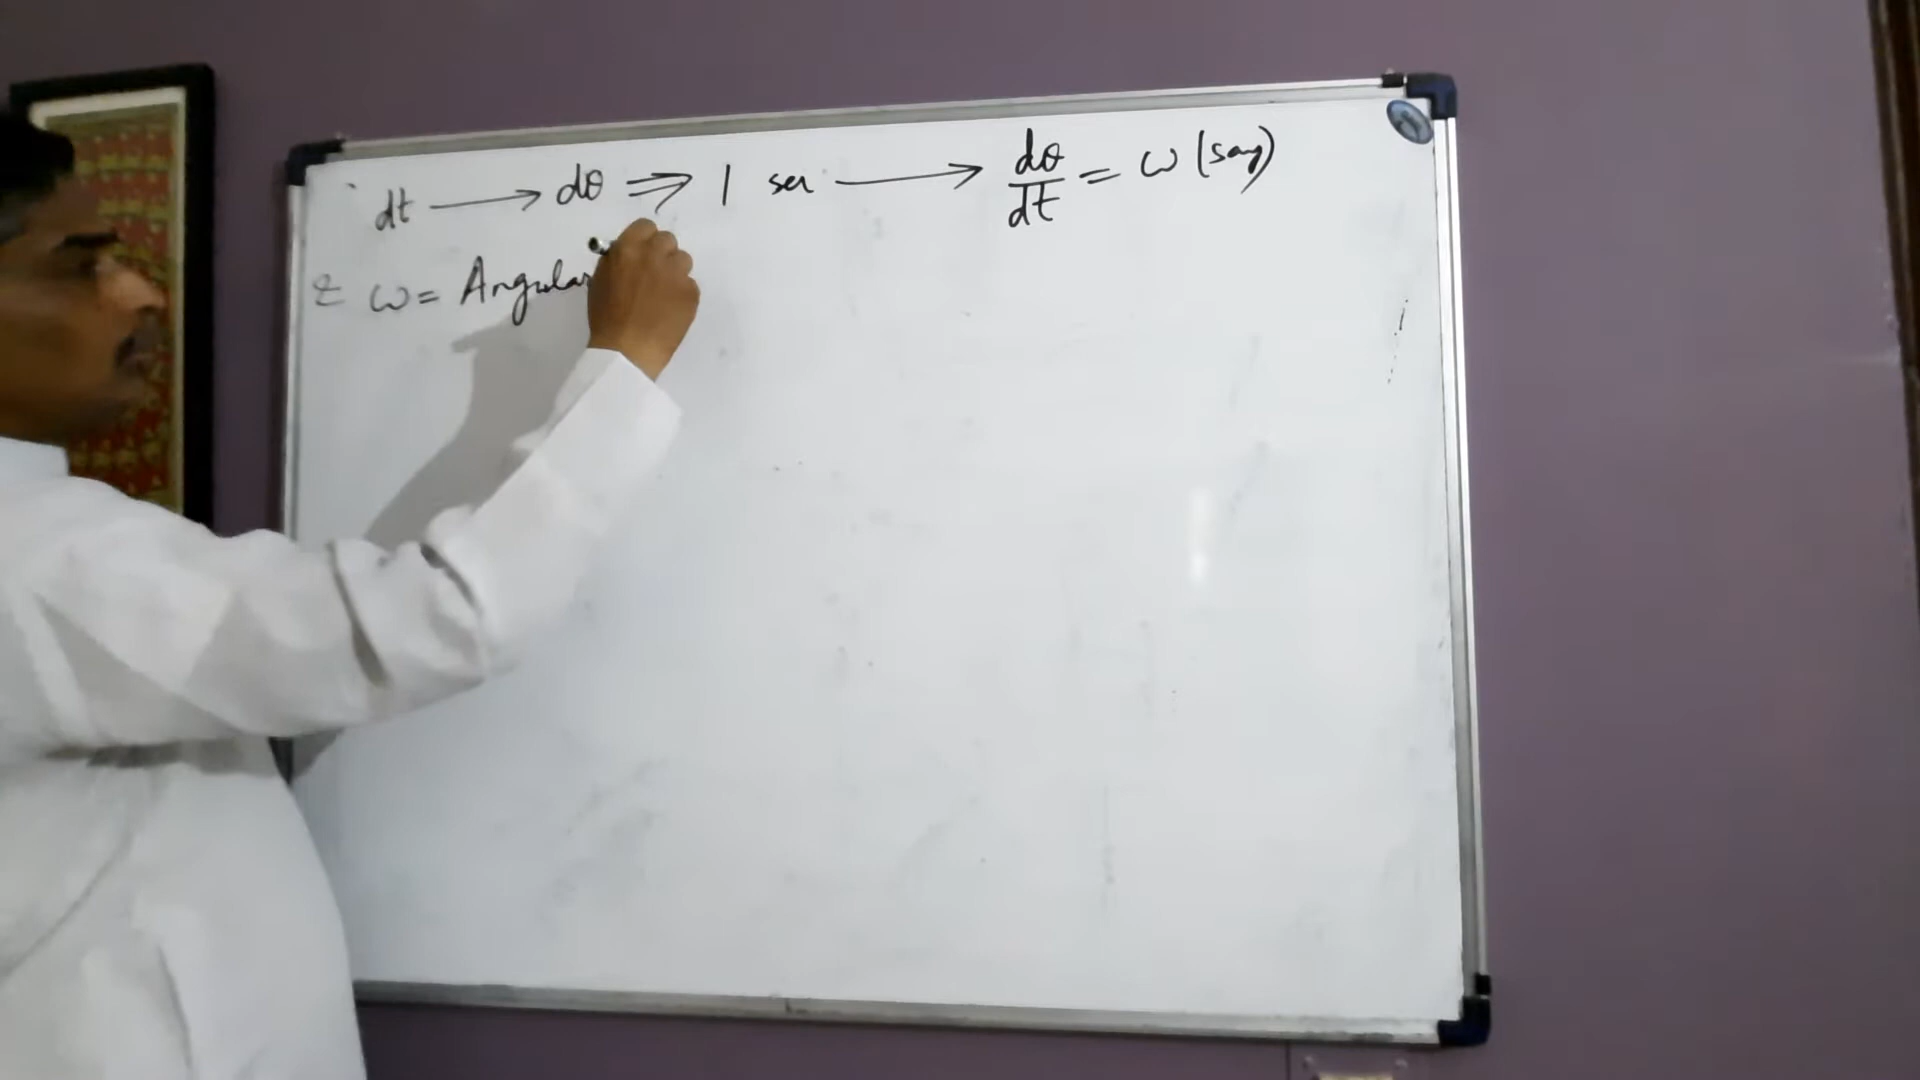 dt → dθ ⇒ 1 sec → dθ/dt = ω (say)
ω = Angular